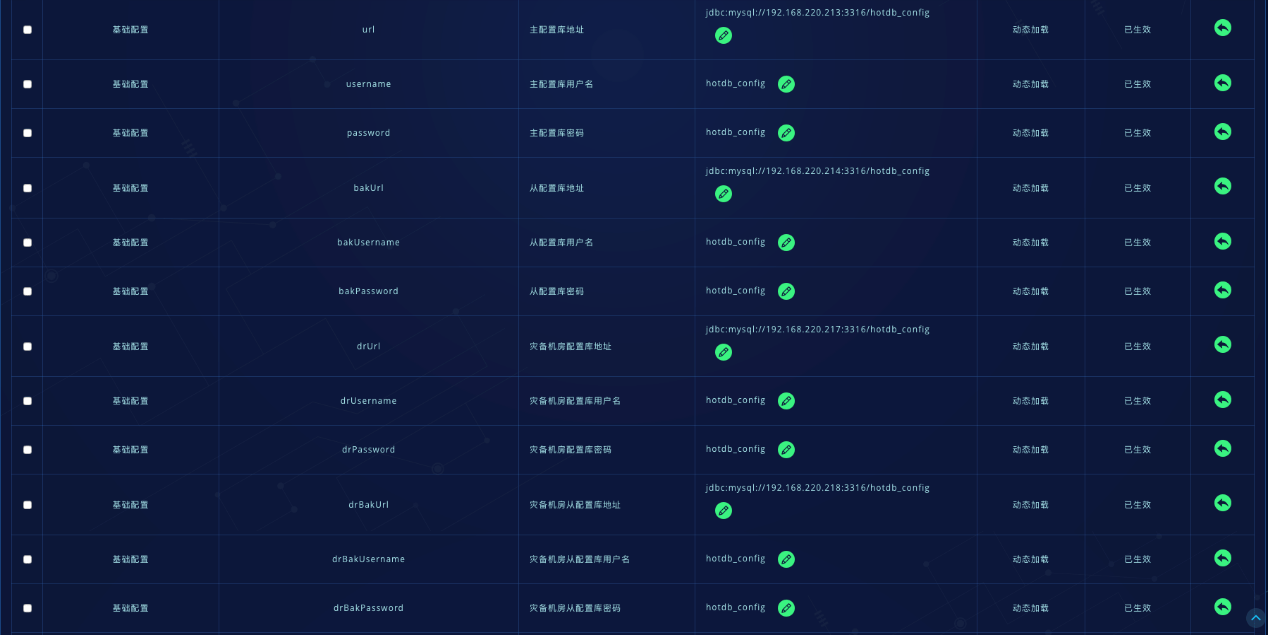 基础配置 url 主配置库地址 jdbc:mysql://192.168.220.213:3316/hotdb_config 动态加载 已生效
基础配置 username 主配置库用户名 hotdb_config 动态加载 已生效
基础配置 password 主配置库密码 hotdb_config 动态加载 已生效
基础配置 bakUrl 从配置库地址 jdbc:mysql://192.168.220.214:3316/hotdb_config 动态加载 已生效
基础配置 bakUsername 从配置库用户名 hotdb_config 动态加载 已生效
基础配置 bakPassword 从配置库密码 hotdb_config 动态加载 已生效
基础配置 drUrl 灾备机房配置库地址 jdbc:mysql://192.168.220.217:3316/hotdb_config 动态加载 已生效
基础配置 drUsername 灾备机房配置库用户名 hotdb_config 动态加载 已生效
基础配置 drPassword 灾备机房配置库密码 hotdb_config 动态加载 已生效
基础配置 drBakUrl 灾备机房从配置库地址 jdbc:mysql://192.168.220.218:3316/hotdb_config 动态加载 已生效
基础配置 drBakUsername 灾备机房从配置库用户名 hotdb_config 动态加载 已生效
基础配置 drBakPassword 灾备机房从配置库密码 hotdb_config 动态加载 已生效